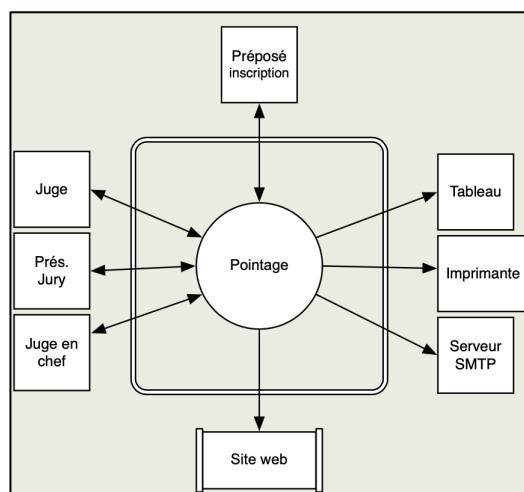 Préposé
inscription
Juge
Tableau
Prés.
Jury
Pointage
Imprimante
Juge en
chef
Serveur
SMTP
Site web